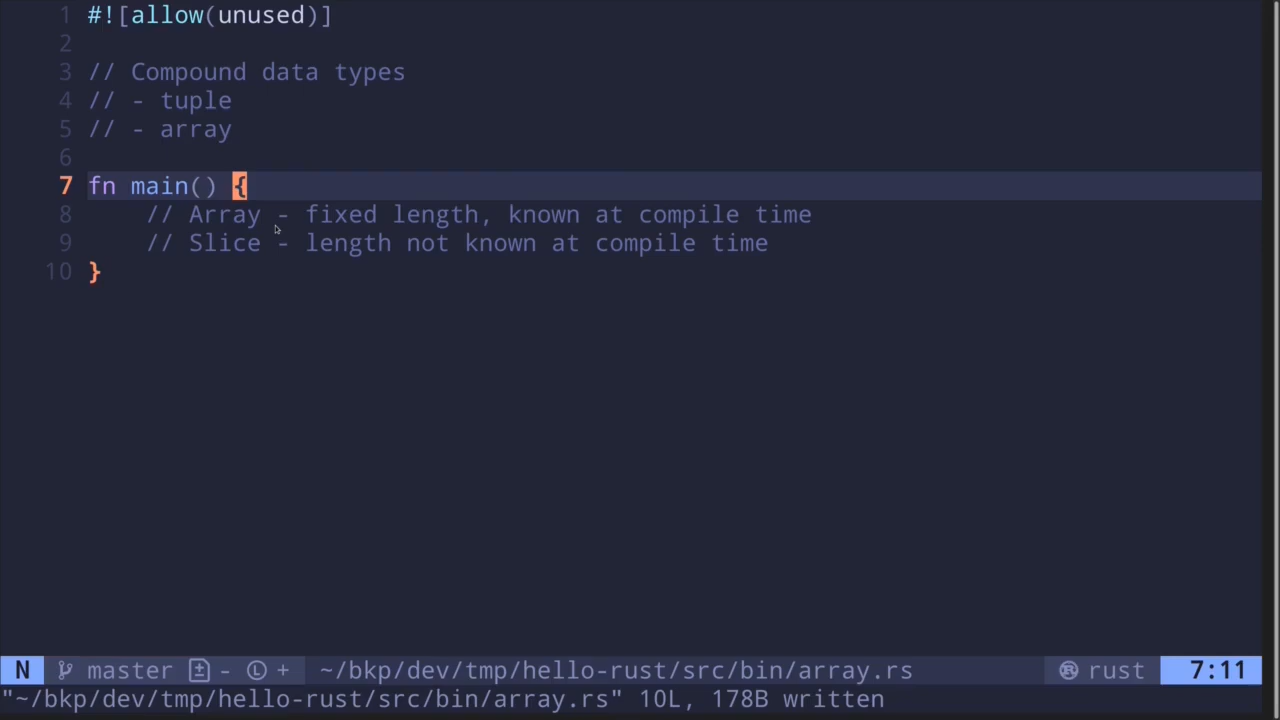 1 #![allow(unused)]
2
3 // Compound data types
4 // - tuple
5 // - array
6
7 fn main() {
8     // Array - fixed length, known at compile time
9     // Slice - length not known at compile time
10 }
N master - L + ~/bkp/dev/tmp/hello-rust/src/bin/array.rs rust 7:11
"~/bkp/dev/tmp/hello-rust/src/bin/array.rs" 10L, 178B written